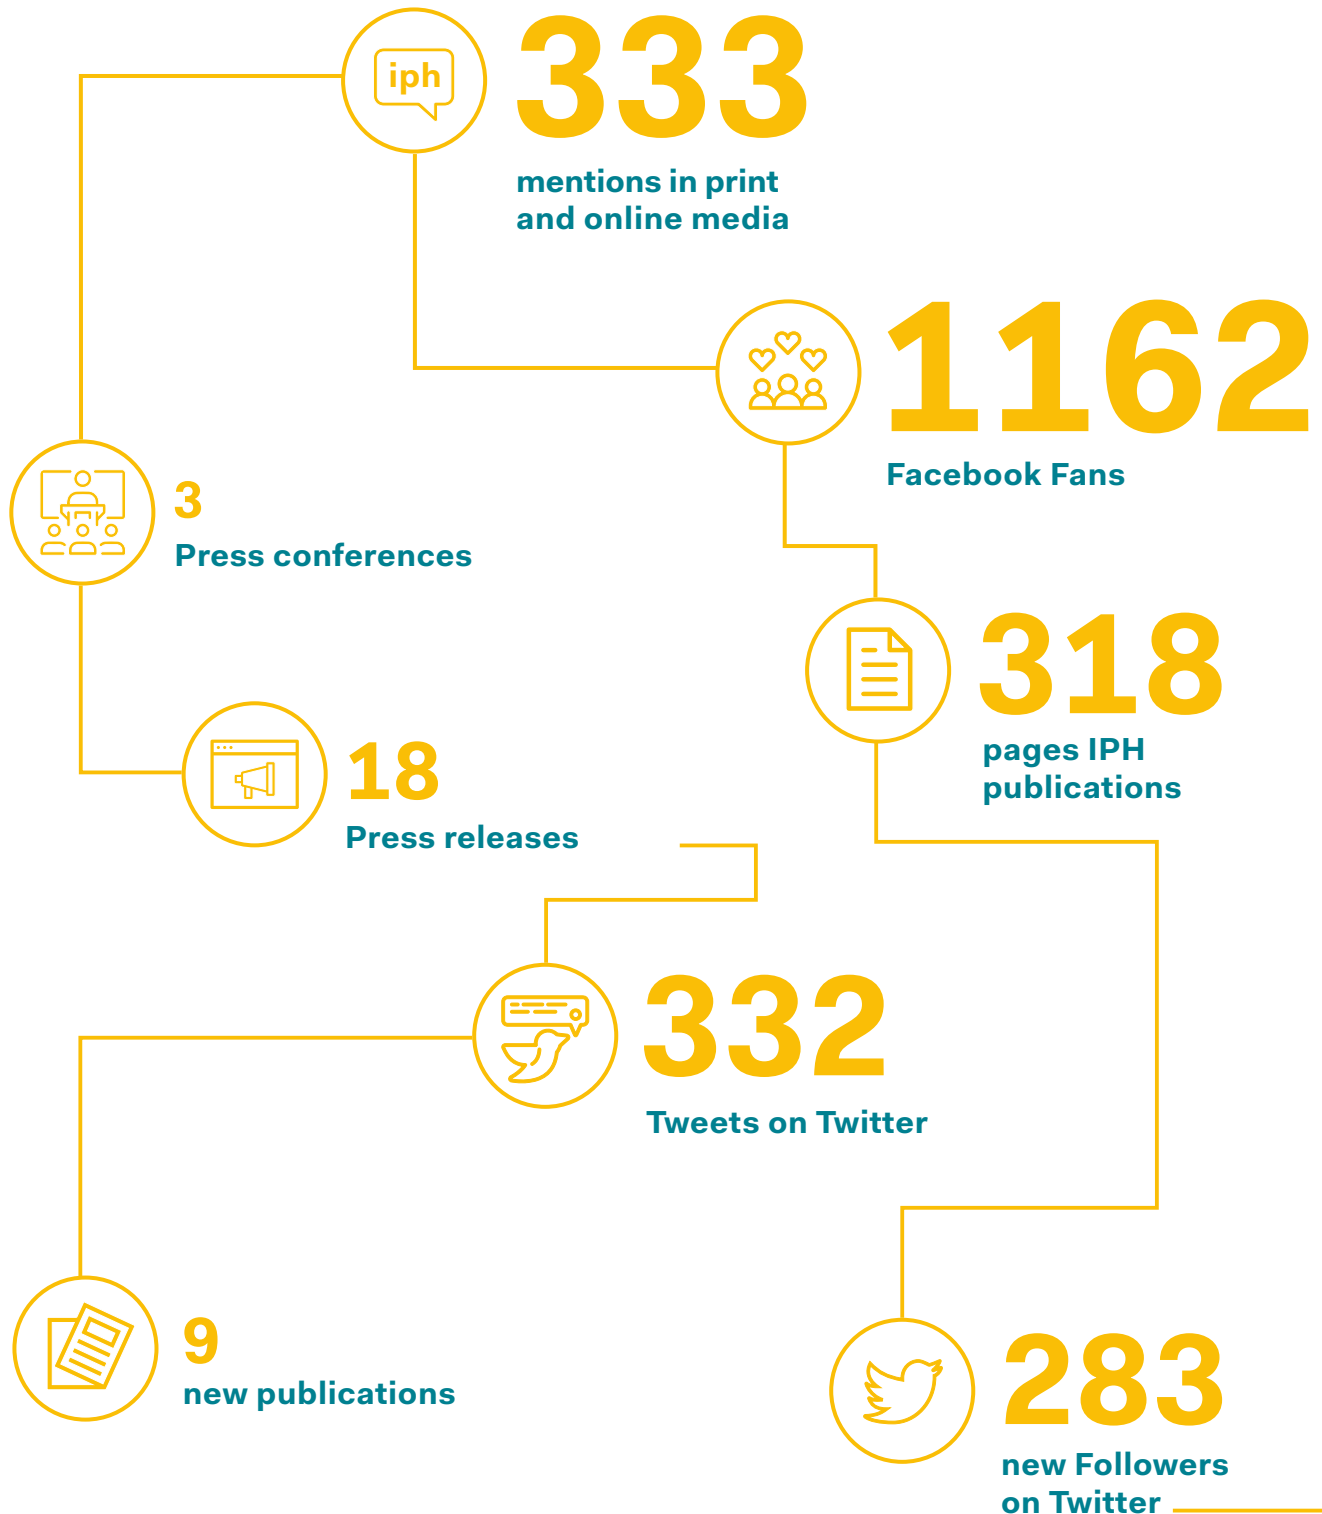 iph
333
mentions in print
and online media
1162
Facebook Fans
3
Press conferences
318
pages IPH
publications
18
Press releases
332
Tweets on Twitter
9
new publications
283
new Followers
on Twitter